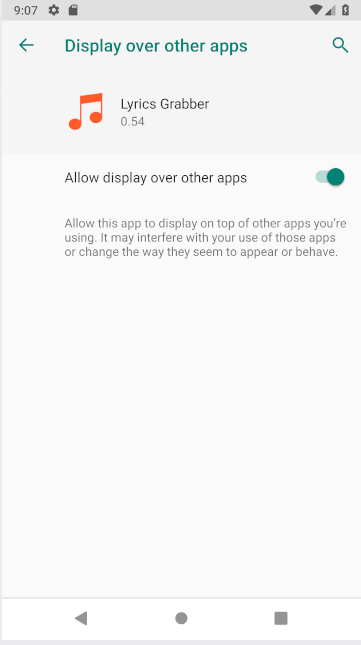 9:07
Display over other apps
Lyrics Grabber
0.54
Allow display over other apps
Allow this app to display on top of other apps you're
using. It may interfere with your use of those apps
or change the way they seem to appear or behave.